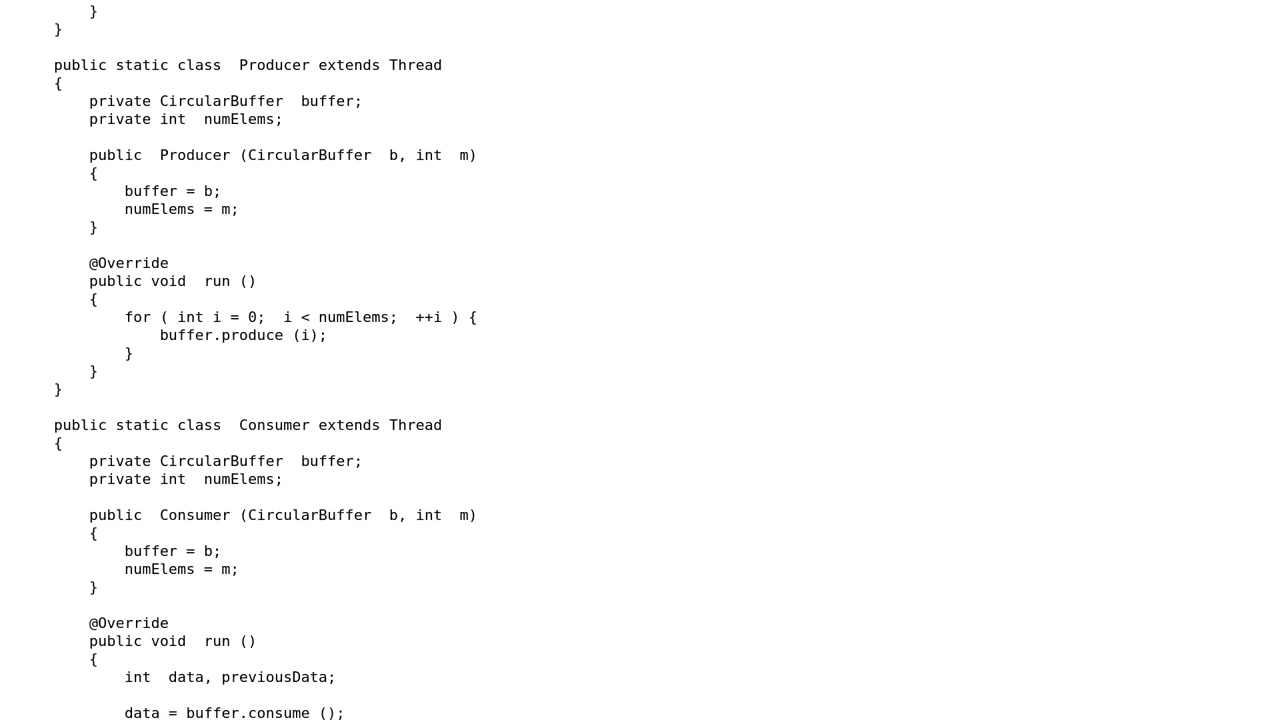 }
}
public static class  Producer extends Thread
{
private CircularBuffer  buffer;
private int  numElems;
public  Producer (CircularBuffer  b, int  m)
{
buffer = b;
numElems = m;
}
@Override
public void  run ()
{
for ( int i = 0;  i < numElems;  ++i ) {
buffer.produce (i);
}
}
}
public static class  Consumer extends Thread
{
private CircularBuffer  buffer;
private int  numElems;
public  Consumer (CircularBuffer  b, int  m)
{
buffer = b;
numElems = m;
}
@Override
public void  run ()
{
int  data, previousData;
data = buffer.consume ();